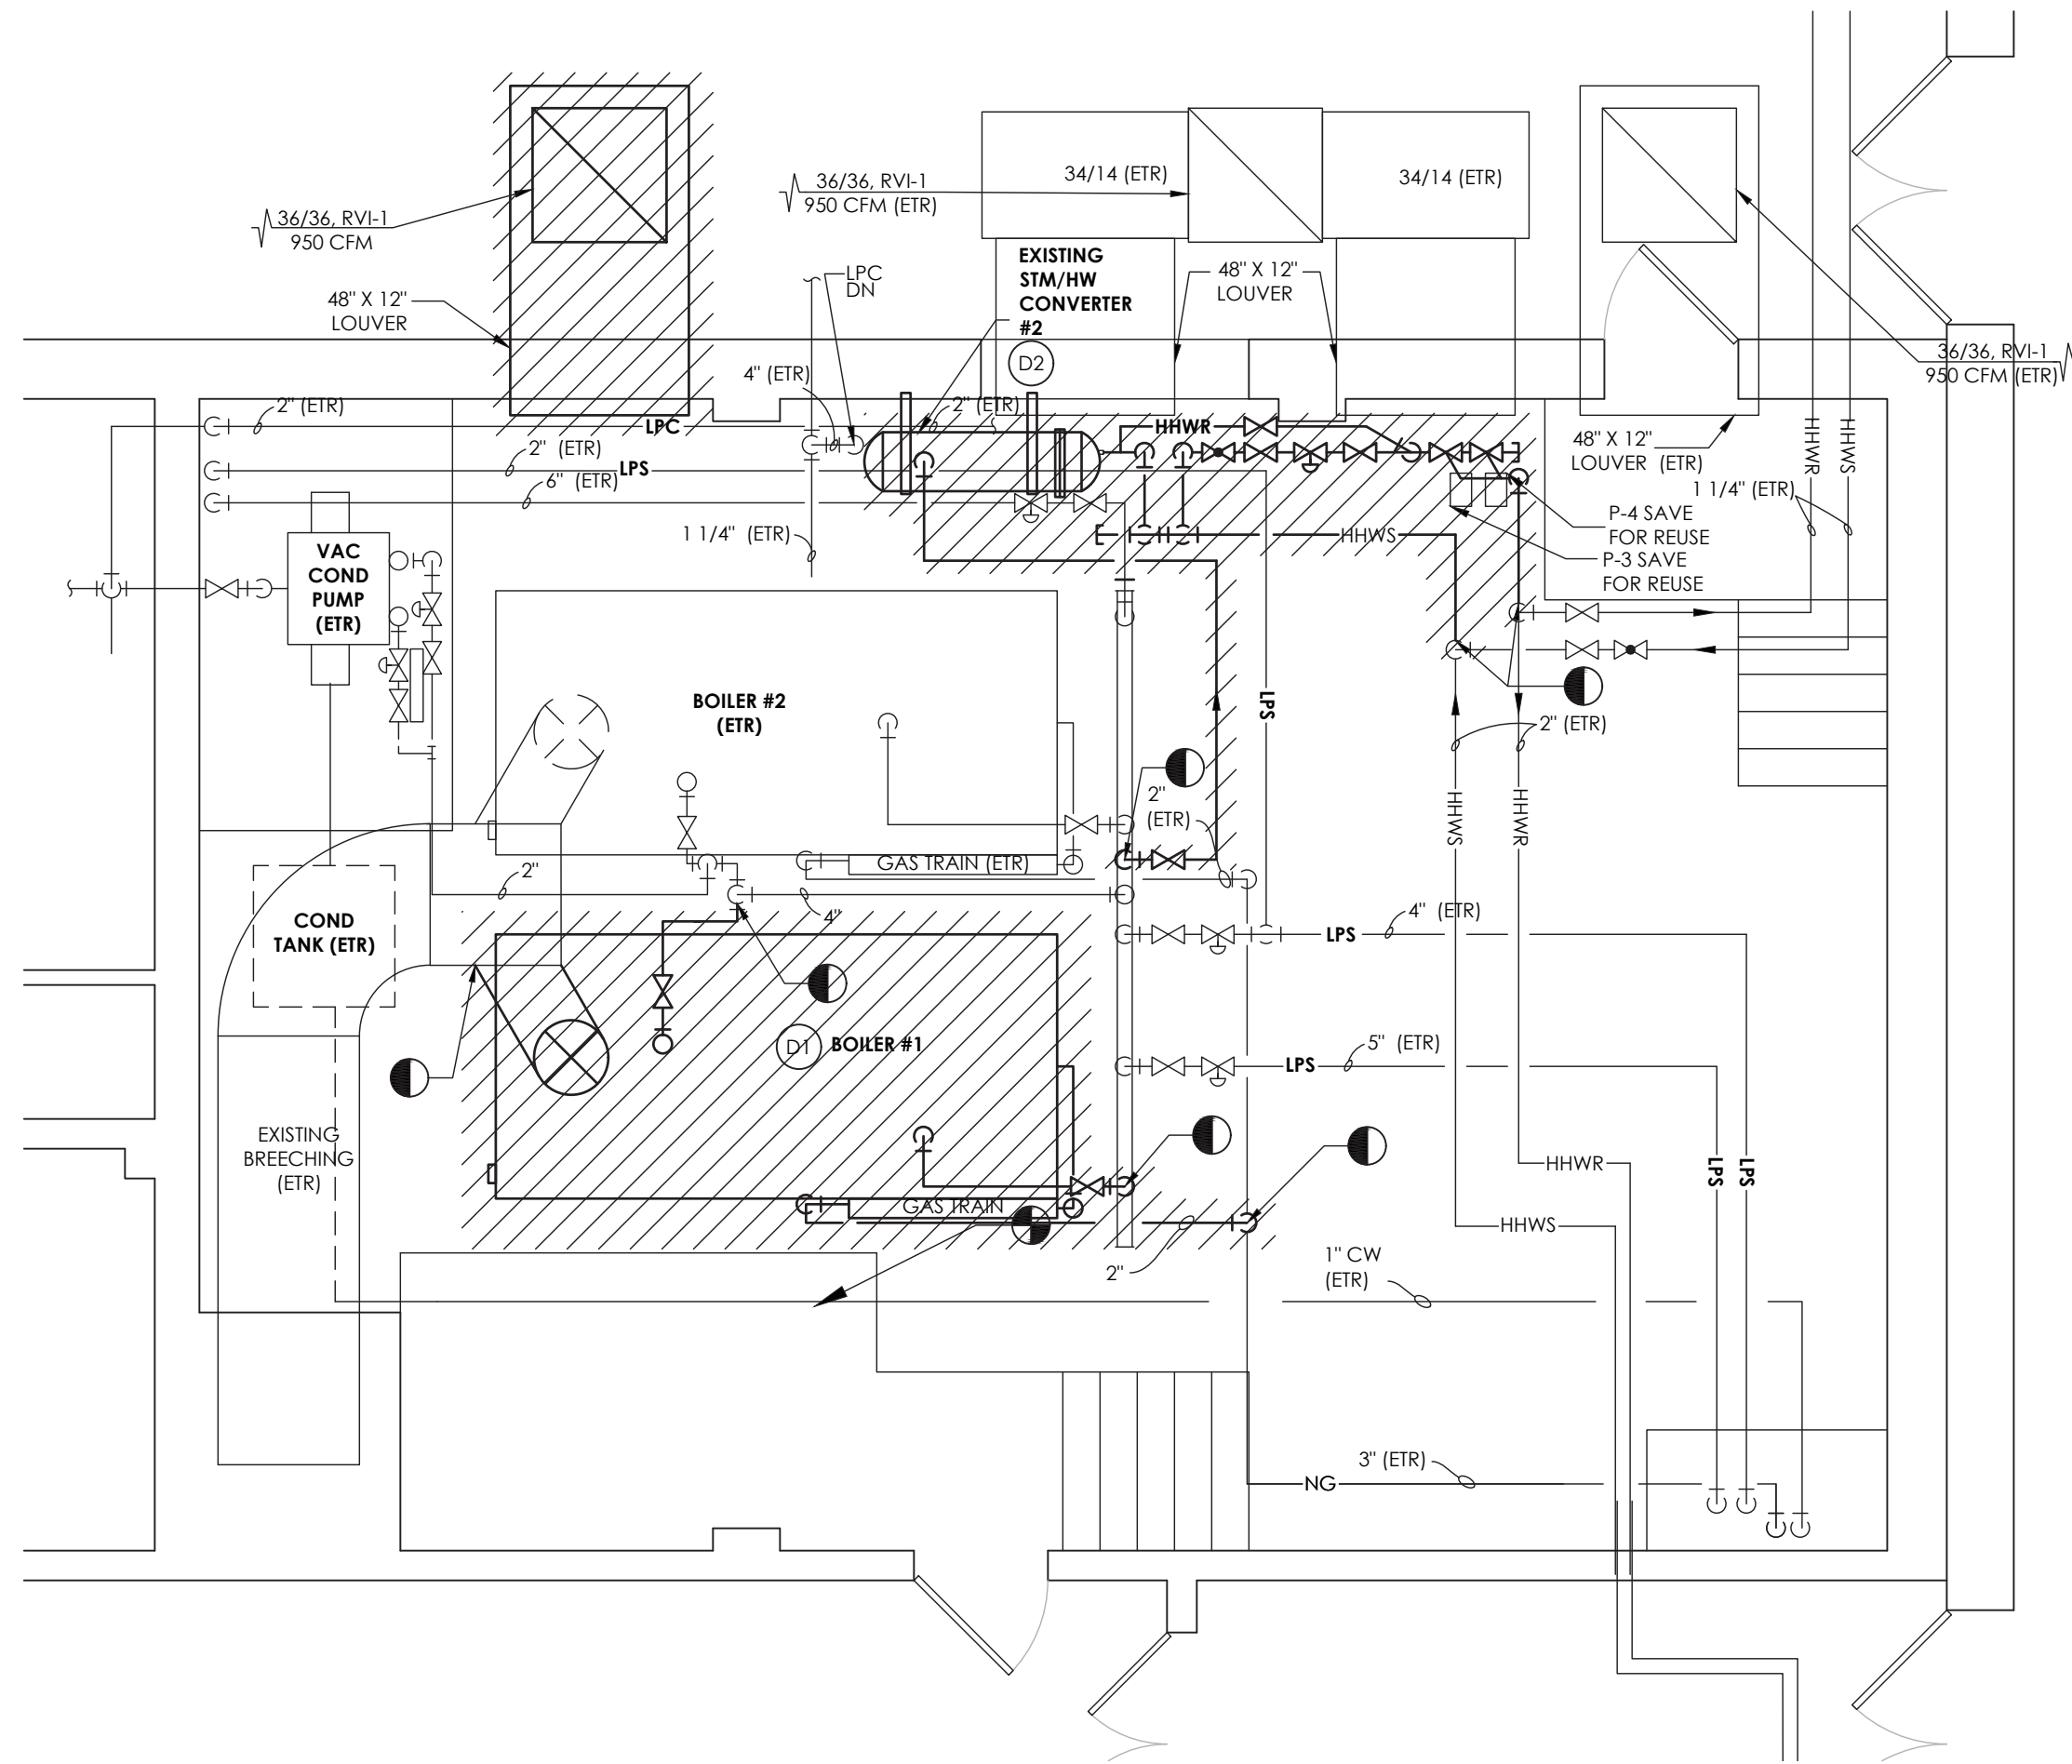 36/36, RVI-1
950 CFM
48" X 12"
LOUVER
36/36, RVI-1
950 CFM (ETR)
34/14 (ETR)
34/14 (ETR)
EXISTING
STM/HW
CONVERTER
#2
D2
48" X 12"
LOUVER
LPC
DN
36/36, RVI-1
950 CFM (ETR)
4" (ETR)
2" (ETR)
2" (ETR)
LPC
HHWR
48" X 12"
LOUVER (ETR)
HHWR
HHWS
2" (ETR)
LPS
6" (ETR)
1 1/4" (ETR)
1 1/4" (ETR)
HHWS
P-4 SAVE
FOR REUSE
P-3 SAVE
FOR REUSE
VAC
COND
PUMP
(ETR)
BOILER #2
(ETR)
LPS
2" (ETR)
2"
(ETR)
HHWS
HHWR
GAS TRAIN (ETR)
2"
4"
COND
TANK (ETR)
4" (ETR)
LPS
D1
BOILER #1
5" (ETR)
LPS
EXISTING
BREECHING
(ETR)
GAS TRAIN
2"
HHWR
LPS
LPS
HHWS
1" CW
(ETR)
3" (ETR)
NG